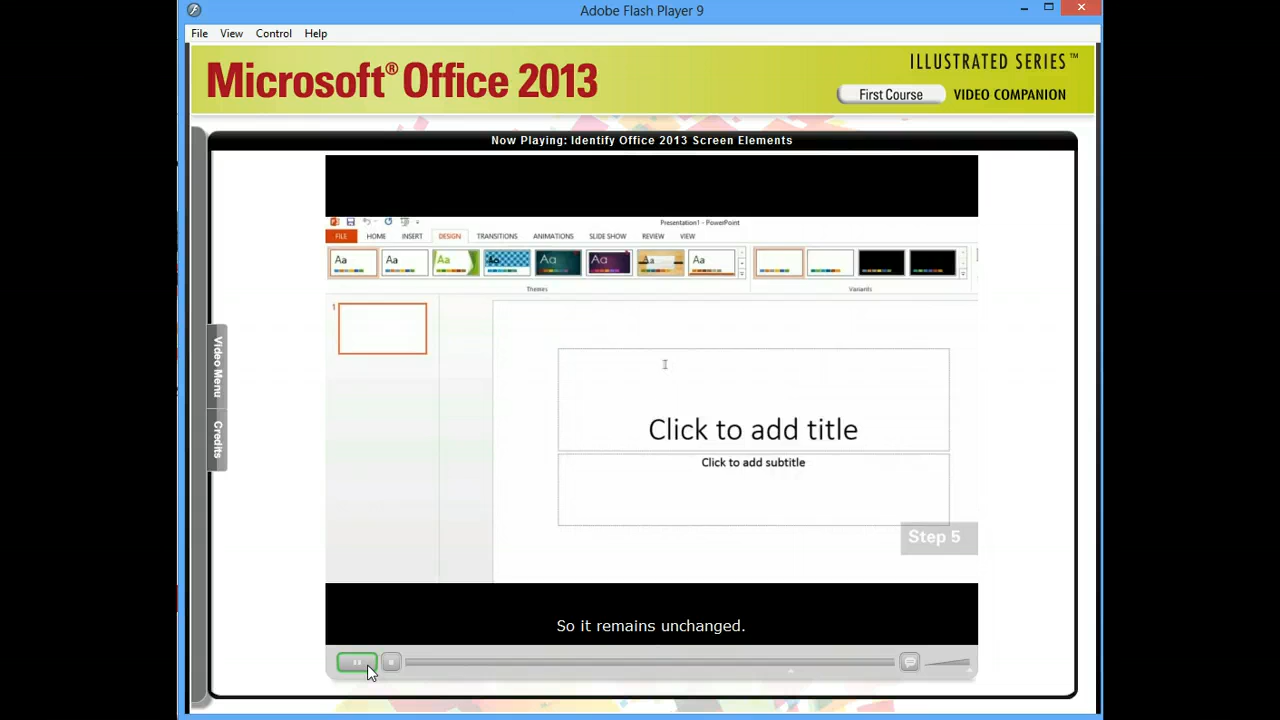 Adobe Flash Player 9
File View Control Help
Microsoft® Office 2013
ILLUSTRATED SERIES™
First Course VIDEO COMPANION
Now Playing: Identify Office 2013 Screen Elements
Presentation1 - PowerPoint
FILE HOME INSERT DESIGN TRANSITIONS ANIMATIONS SLIDE SHOW REVIEW VIEW
Aa Aa Aa Aa Aa Aa Aa Aa
Themes Variants
1
Click to add title
Click to add subtitle
Video Menu
Credits
Step 5
So it remains unchanged.